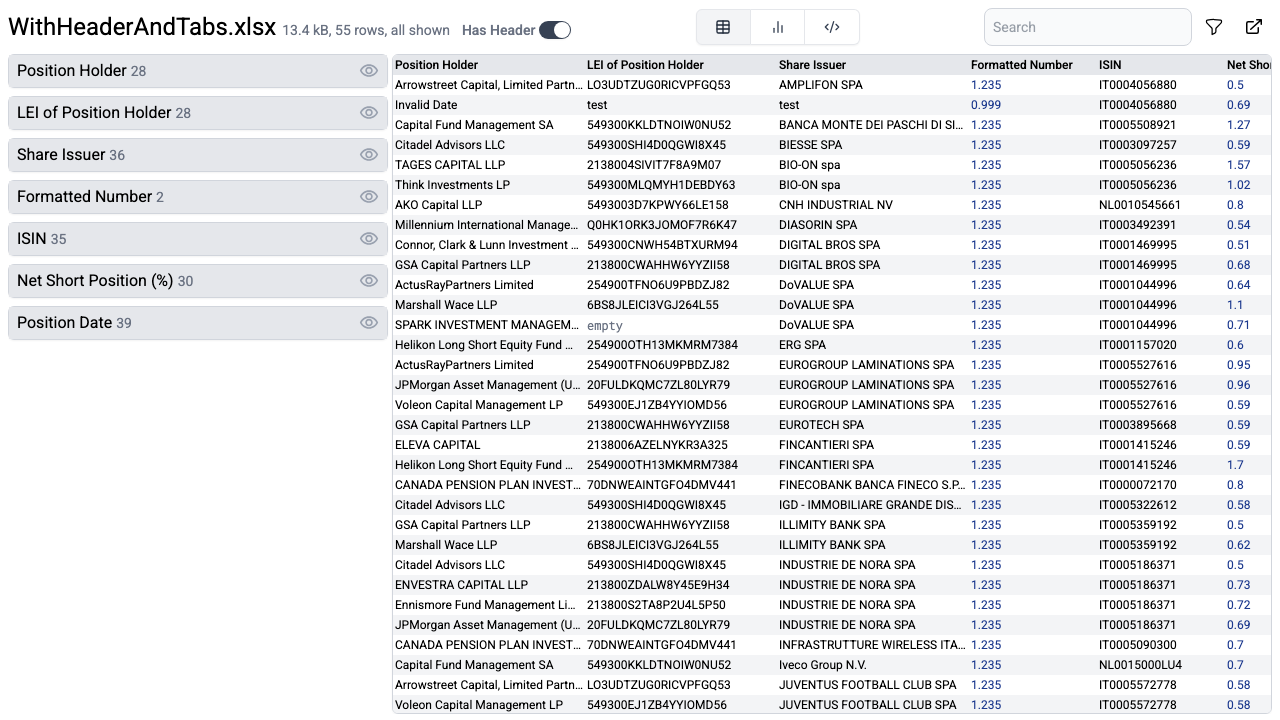 WithHeaderAndTabs.xlsx 13.4 kB, 55 rows, all shown Has Header Search
Position Holder 28
LEI of Position Holder 28
Share Issuer 36
Formatted Number 2
ISIN 35
Net Short Position (%) 30
Position Date 39
Position Holder LEI of Position Holder Share Issuer Formatted Number ISIN Net Shor
Arrowstreet Capital, Limited Partn... LO3UDTZUG0RICVPFGQ53 AMPLIFON SPA 1.235 IT0004056880 0.5
Invalid Date test test 0.999 IT0004056880 0.69
Capital Fund Management SA 549300KKLDTNOIW0NU52 BANCA MONTE DEI PASCHI DI SI... 1.235 IT0005508921 1.27
Citadel Advisors LLC 549300SHI4D0QGWI8X45 BIESSE SPA 1.235 IT0003097257 0.59
TAGES CAPITAL LLP 2138004SIVIT7F8A9M07 BIO-ON spa 1.235 IT0005056236 1.57
Think Investments LP 549300MLQMYH1DEBDY63 BIO-ON spa 1.235 IT0005056236 1.02
AKO Capital LLP 5493003D7KPWY66LE158 CNH INDUSTRIAL NV 1.235 NL0010545661 0.8
Millennium International Manage... Q0HK1ORK3JOMOF7R6K47 DIASORIN SPA 1.235 IT0003492391 0.54
Connor, Clark & Lunn Investment ... 549300CNWH54BTXURM94 DIGITAL BROS SPA 1.235 IT0001469995 0.51
GSA Capital Partners LLP 213800CWAHHW6YYZII58 DIGITAL BROS SPA 1.235 IT0001469995 0.68
ActusRayPartners Limited 254900TFNO6U9PBDZJ82 DoVALUE SPA 1.235 IT0001044996 0.64
Marshall Wace LLP 6BS8JLEICI3VGJ264L55 DoVALUE SPA 1.235 IT0001044996 1.1
SPARK INVESTMENT MANAGEM... empty DoVALUE SPA 1.235 IT0001044996 0.71
Helikon Long Short Equity Fund ... 254900OTH13MKMRM7384 ERG SPA 1.235 IT0001157020 0.6
ActusRayPartners Limited 254900TFNO6U9PBDZJ82 EUROGROUP LAMINATIONS SPA 1.235 IT0005527616 0.95
JPMorgan Asset Management (U... 20FULDKQMC7ZL80LYR79 EUROGROUP LAMINATIONS SPA 1.235 IT0005527616 0.96
Voleon Capital Management LP 549300EJ1ZB4YYIOMD56 EUROGROUP LAMINATIONS SPA 1.235 IT0005527616 0.59
GSA Capital Partners LLP 213800CWAHHW6YYZII58 EUROTECH SPA 1.235 IT0003895668 0.59
ELEVA CAPITAL 2138006AZELNYKR3A325 FINCANTIERI SPA 1.235 IT0001415246 0.59
Helikon Long Short Equity Fund ... 254900OTH13MKMRM7384 FINCANTIERI SPA 1.235 IT0001415246 1.7
CANADA PENSION PLAN INVEST... 70DNWEAINTGFO4DMV441 FINECOBANK BANCA FINECO S.P... 1.235 IT0000072170 0.8
Citadel Advisors LLC 549300SHI4D0QGWI8X45 IGD - IMMOBILIARE GRANDE DIS... 1.235 IT0005322612 0.58
GSA Capital Partners LLP 213800CWAHHW6YYZII58 ILLIMITY BANK SPA 1.235 IT0005359192 0.5
Marshall Wace LLP 6BS8JLEICI3VGJ264L55 ILLIMITY BANK SPA 1.235 IT0005359192 0.62
Citadel Advisors LLC 549300SHI4D0QGWI8X45 INDUSTRIE DE NORA SPA 1.235 IT0005186371 0.5
ENVESTRA CAPITAL LLP 213800ZDALW8Y45E9H34 INDUSTRIE DE NORA SPA 1.235 IT0005186371 0.73
Ennismore Fund Management Li... 213800S2TA8P2U4L5P50 INDUSTRIE DE NORA SPA 1.235 IT0005186371 0.72
JPMorgan Asset Management (U... 20FULDKQMC7ZL80LYR79 INDUSTRIE DE NORA SPA 1.235 IT0005186371 0.69
CANADA PENSION PLAN INVEST... 70DNWEAINTGFO4DMV441 INFRASTRUTTURE WIRELESS ITA... 1.235 IT0005090300 0.7
Capital Fund Management SA 549300KKLDTNOIW0NU52 Iveco Group N.V. 1.235 NL0015000LU4 0.7
Arrowstreet Capital, Limited Partn... LO3UDTZUG0RICVPFGQ53 JUVENTUS FOOTBALL CLUB SPA 1.235 IT0005572778 0.58
Voleon Capital Management LP 549300EJ1ZB4YYIOMD56 JUVENTUS FOOTBALL CLUB SPA 1.235 IT0005572778 0.58